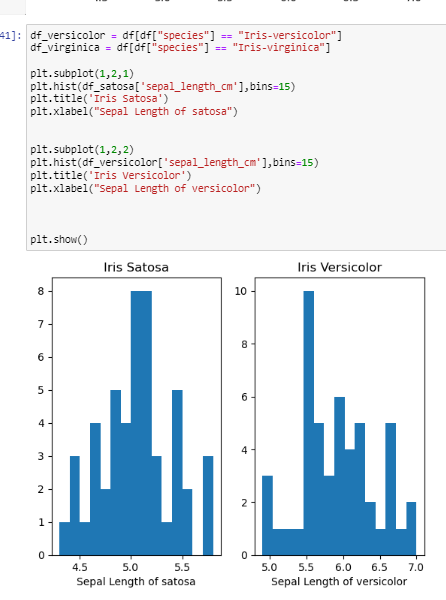 41]: df_versicolor = df[df["species"] == "Iris-versicolor"]
df_virginica = df[df["species"] == "Iris-virginica"]
plt.subplot(1,2,1)
plt.hist(df_satosa['sepal_length_cm'],bins=15)
plt.title('Iris Satosa')
plt.xlabel("Sepal Length of satosa")
plt.subplot(1,2,2)
plt.hist(df_versicolor['sepal_length_cm'],bins=15)
plt.title('Iris Versicolor')
plt.xlabel("Sepal Length of versicolor")
plt.show()
Iris Satosa
8
7
6
5
4
3
2
1
0
4.5 5.0 5.5
Sepal Length of satosa
Iris Versicolor
10
8
6
4
2
0
5.0 5.5 6.0 6.5 7.0
Sepal Length of versicolor